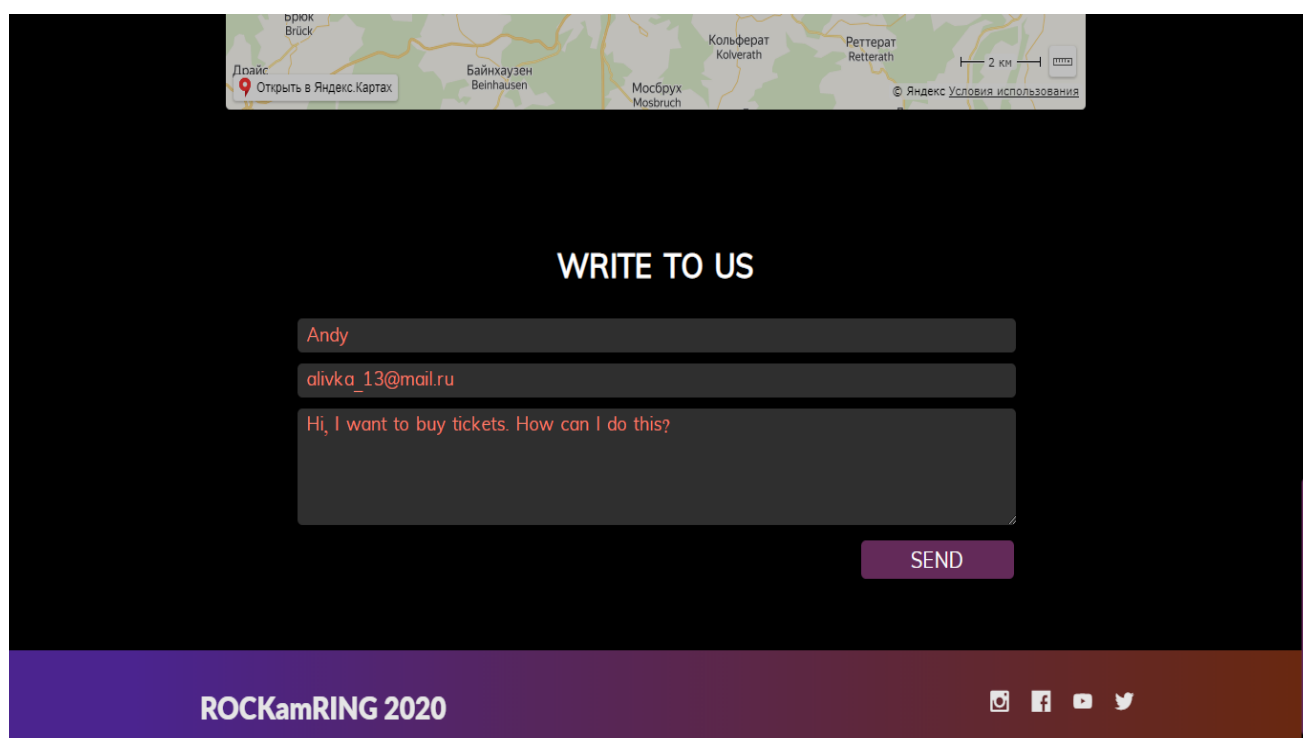 Брюк
Brück
Кольферат
Kolverath
Реттерат
Retterath
2 км
Драйс
Байнхаузен
Beinhausen
Открыть в Яндекс.Картах
Мосбрух
Mosbruch
© Яндекс Условия использования
WRITE TO US
Andy
alivka_13@mail.ru
Hi, I want to buy tickets. How can I do this?
SEND
ROCKamRING 2020